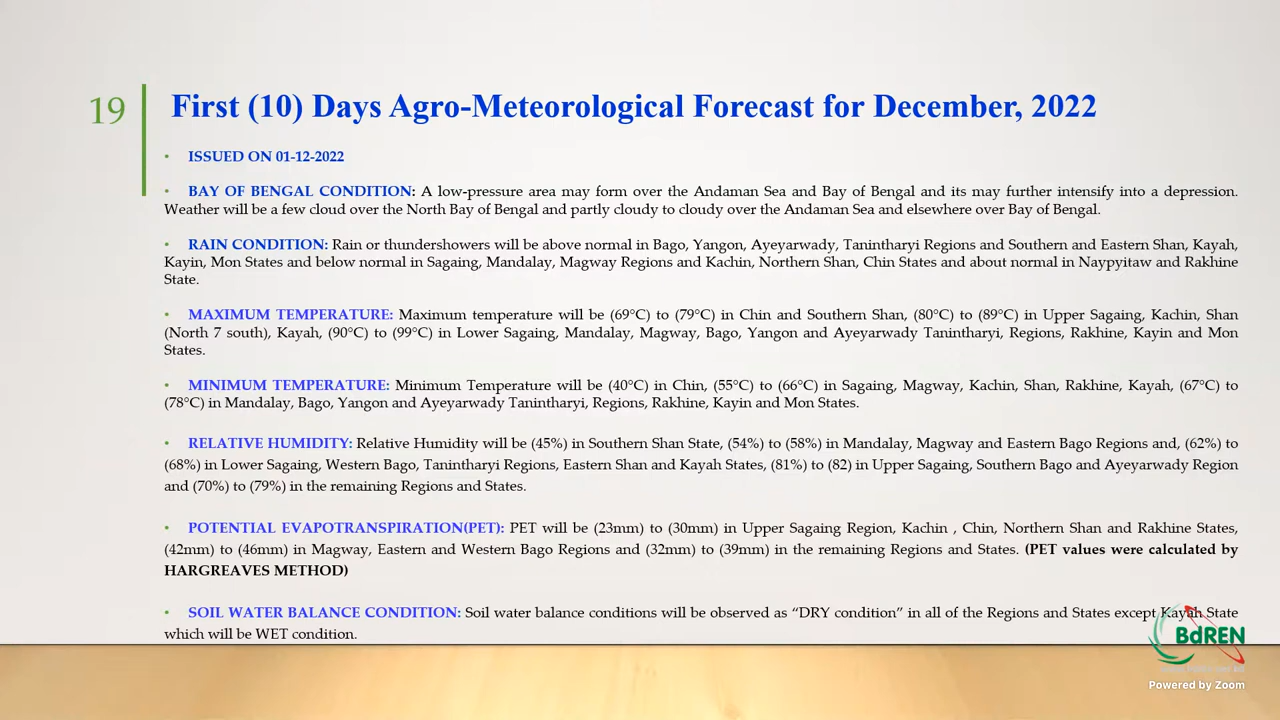 19
First (10) Days Agro-Meteorological Forecast for December, 2022
• ISSUED ON 01-12-2022
• BAY OF BENGAL CONDITION: A low-pressure area may form over the Andaman Sea and Bay of Bengal and its may further intensify into a depression.
Weather will be a few cloud over the North Bay of Bengal and partly cloudy to cloudy over the Andaman Sea and elsewhere over Bay of Bengal.
• RAIN CONDITION: Rain or thundershowers will be above normal in Bago, Yangon, Ayeyarwady, Tanintharyi Regions and Southern and Eastern Shan, Kayah,
Kayin, Mon States and below normal in Sagaing, Mandalay, Magway Regions and Kachin, Northern Shan, Chin States and about normal in Naypyitaw and Rakhine
State.
• MAXIMUM TEMPERATURE: Maximum temperature will be (69°C) to (79°C) in Chin and Southern Shan, (80°C) to (89°C) in Upper Sagaing, Kachin, Shan
(North 7 south), Kayah, (90°C) to (99°C) in Lower Sagaing, Mandalay, Magway, Bago, Yangon and Ayeyarwady Tanintharyi, Regions, Rakhine, Kayin and Mon
States.
• MINIMUM TEMPERATURE: Minimum Temperature will be (40°C) in Chin, (55°C) to (66°C) in Sagaing, Magway, Kachin, Shan, Rakhine, Kayah, (67°C) to
(78°C) in Mandalay, Bago, Yangon and Ayeyarwady Tanintharyi, Regions, Rakhine, Kayin and Mon States.
• RELATIVE HUMIDITY: Relative Humidity will be (45%) in Southern Shan State, (54%) to (58%) in Mandalay, Magway and Eastern Bago Regions and, (62%) to
(68%) in Lower Sagaing, Western Bago, Tanintharyi Regions, Eastern Shan and Kayah States, (81%) to (82) in Upper Sagaing, Southern Bago and Ayeyarwady Region
and (70%) to (79%) in the remaining Regions and States.
• POTENTIAL EVAPOTRANSPIRATION(PET): PET will be (23mm) to (30mm) in Upper Sagaing Region, Kachin , Chin, Northern Shan and Rakhine States,
(42mm) to (46mm) in Magway, Eastern and Western Bago Regions and (32mm) to (39mm) in the remaining Regions and States. (PET values were calculated by
HARGREAVES METHOD)
• SOIL WATER BALANCE CONDITION: Soil water balance conditions will be observed as “DRY condition” in all of the Regions and States except Kayah State
which will be WET condition.
BdREN
Powered by Zoom